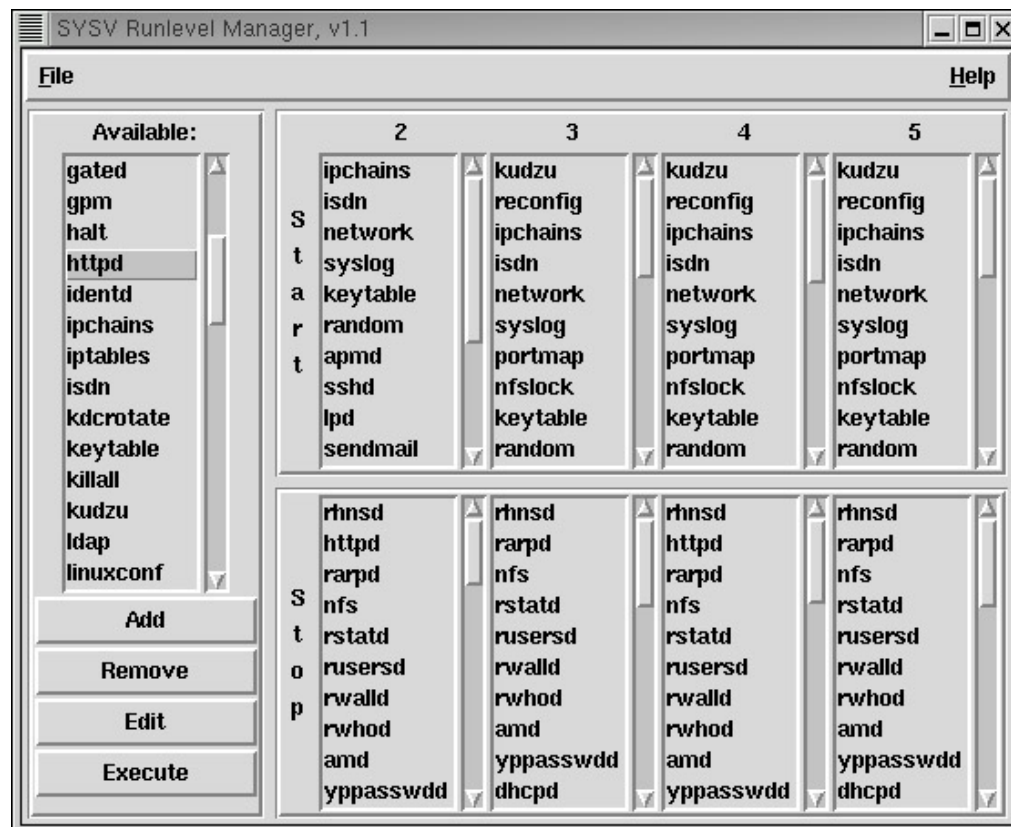 SYSV Runlevel Manager, v1.1
File Help
Available:
gated
gpm
halt
httpd
identd
ipchains
iptables
isdn
kdcrotate
keytable
killall
kudzu
ldap
linuxconf
Add
Remove
Edit
Execute
2 3 4 5
Start
ipchains kudzu kudzu kudzu
isdn reconfig reconfig reconfig
network ipchains ipchains ipchains
syslog isdn isdn isdn
keytable network network network
random syslog syslog syslog
apmd portmap portmap portmap
sshd nfslock nfslock nfslock
lpd keytable keytable keytable
sendmail random random random
Stop
rhnsd rhnsd rhnsd rhnsd
httpd rarpd httpd rarpd
rarpd nfs rarpd nfs
nfs rstatd nfs rstatd
rstatd rusersd rstatd rusersd
rusersd rwalld rusersd rwalld
rwalld rwhod rwalld rwhod
rwhod amd rwhod amd
amd yppasswdd amd yppasswdd
yppasswdd dhcpd yppasswdd dhcpd